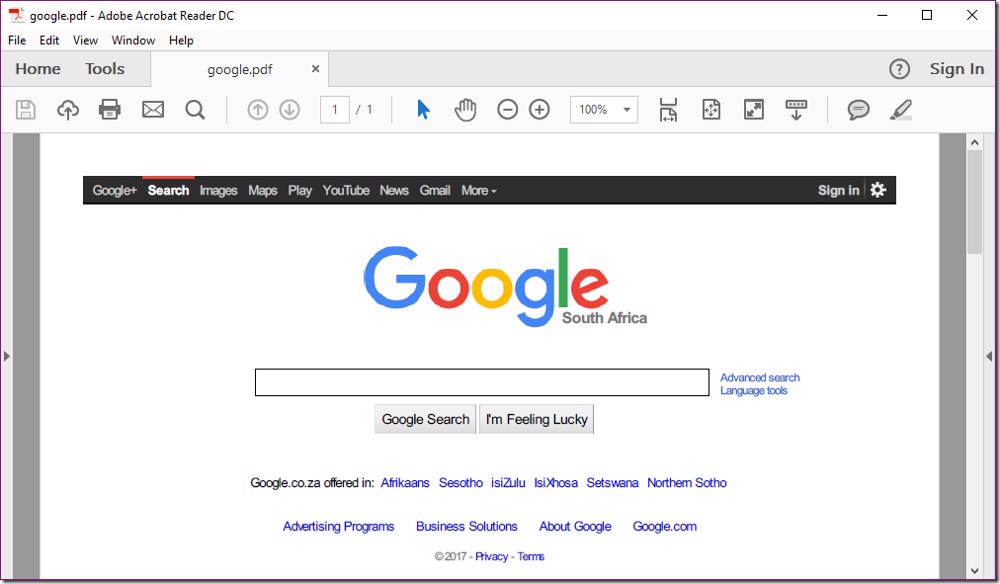 google.pdf - Adobe Acrobat Reader DC
File Edit View Window Help
Home Tools google.pdf × ? Sign In
1 / 1 100%
Google+ Search Images Maps Play YouTube News Gmail More Sign in
Google
South Africa
Advanced search
Language tools
Google Search I'm Feeling Lucky
Google.co.za offered in: Afrikaans Sesotho isiZulu IsiXhosa Setswana Northern Sotho
Advertising Programs Business Solutions About Google Google.com
© 2017 - Privacy - Terms